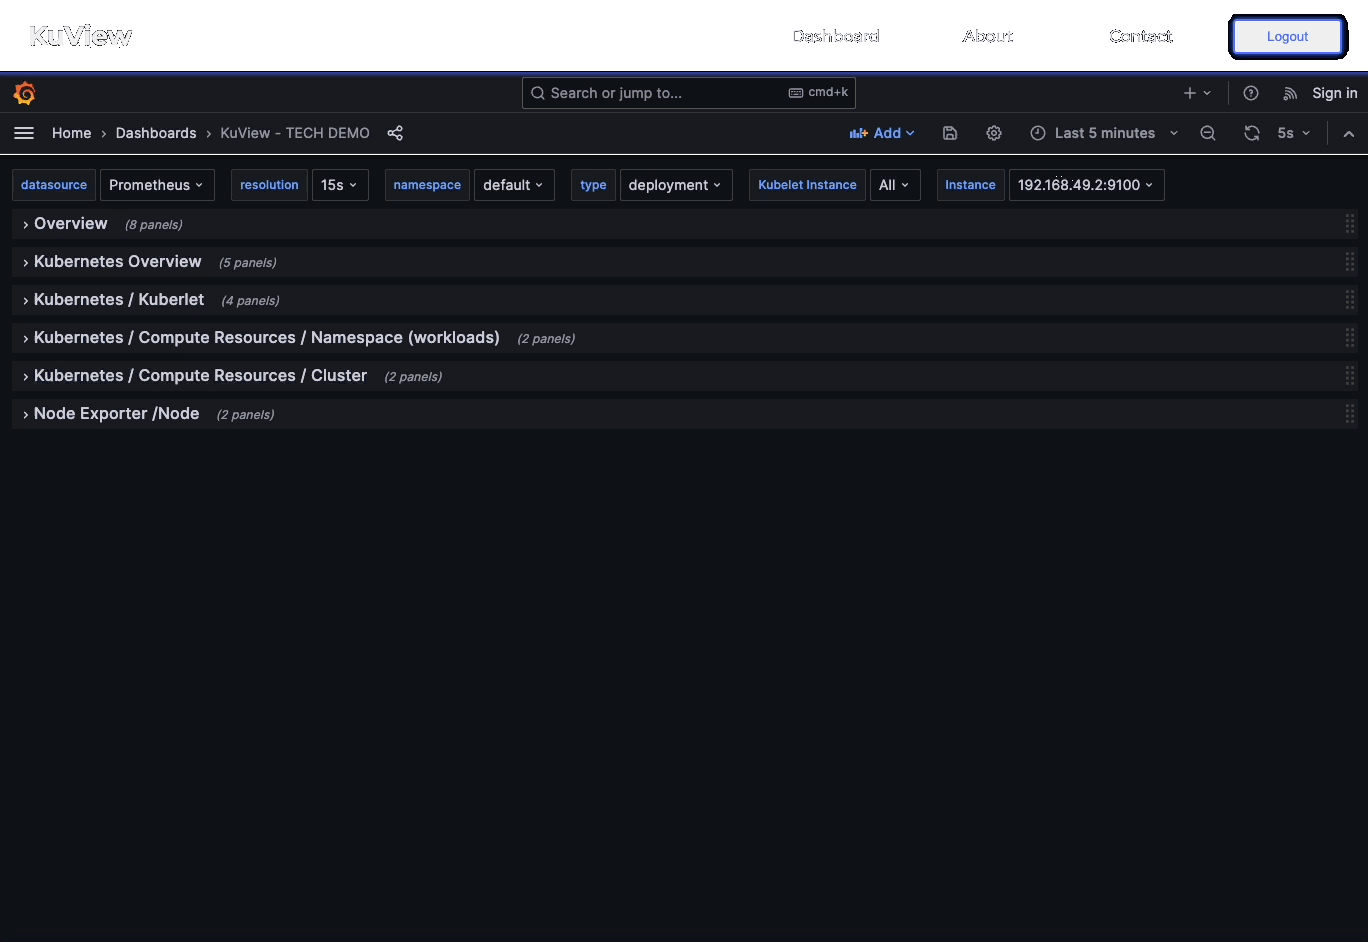 KuView Dashboard About Contact Logout
Search or jump to... cmd+k Sign in
Home › Dashboards › KuView - TECH DEMO Add Last 5 minutes 5s
datasource Prometheus resolution 15s namespace default type deployment Kubelet Instance All Instance 192.168.49.2:9100
Overview (8 panels)
Kubernetes Overview (5 panels)
Kubernetes / Kuberlet (4 panels)
Kubernetes / Compute Resources / Namespace (workloads) (2 panels)
Kubernetes / Compute Resources / Cluster (2 panels)
Node Exporter /Node (2 panels)